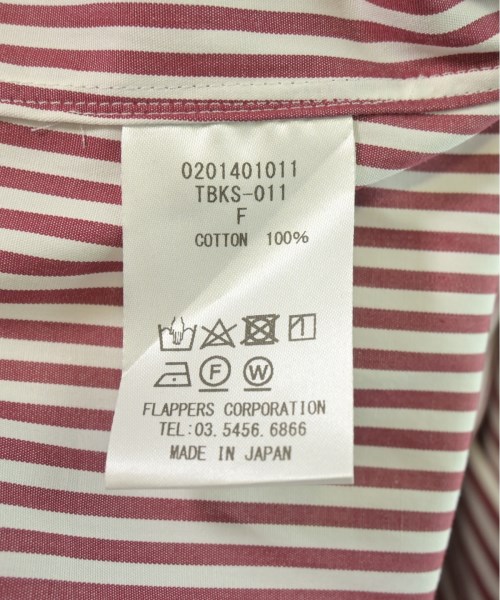 0201401011
TBKS-011
F
COTTON 100%
F W
FLAPPERS CORPORATION
TEL:03.5456.6866
MADE IN JAPAN